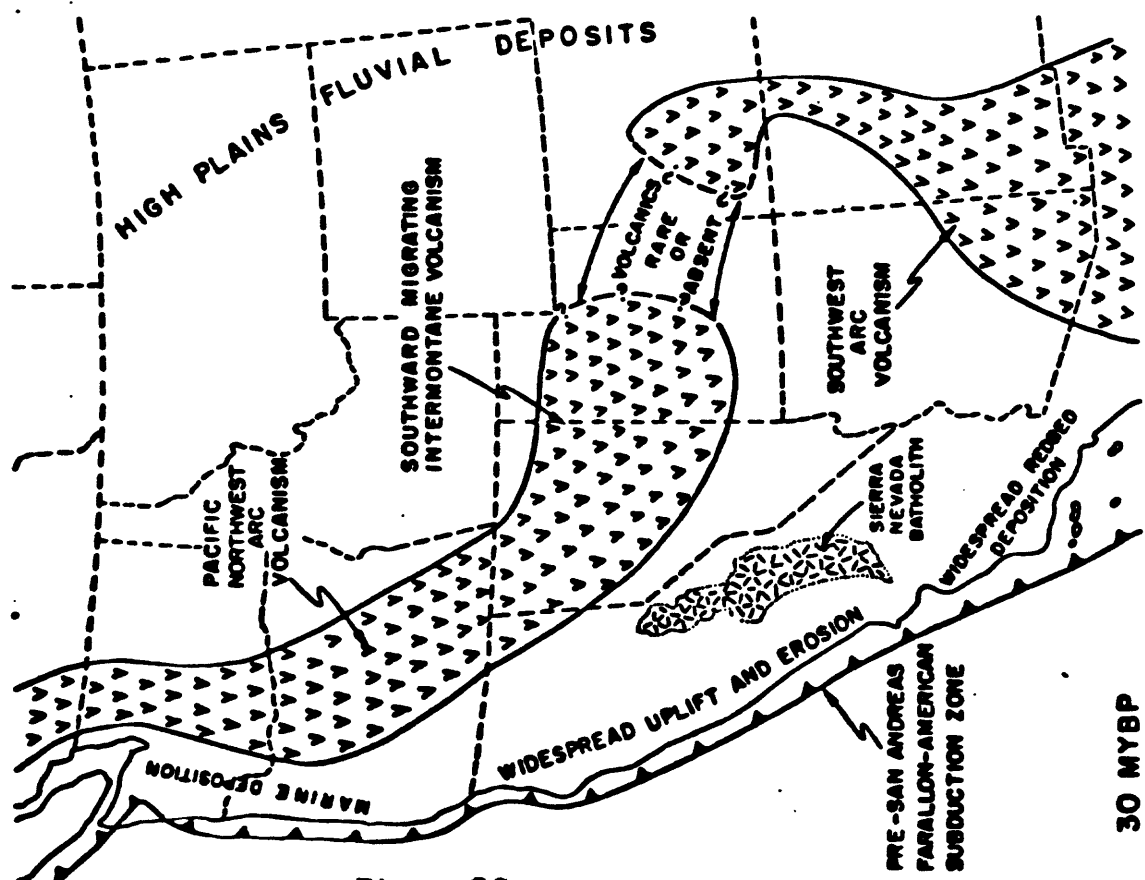 HIGH PLAINS FLUVIAL DEPOSITS
PACIFIC
NORTHWEST
ARC
VOLCANISM
SOUTHWARD MIGRATING
INTERMONTANE VOLCANISM
VOLCANICS
RARE
OR
ABSENT
SOUTHWEST
ARC
VOLCANISM
SIERRA
NEVADA
BATHOLITH
MARINE DEPOSITION
WIDESPREAD UPLIFT AND EROSION
WIDESPREAD REDBED
DEPOSITION
PRE-SAN ANDREAS
FARALLON-AMERICAN
SUBDUCTION ZONE
30 MYBP